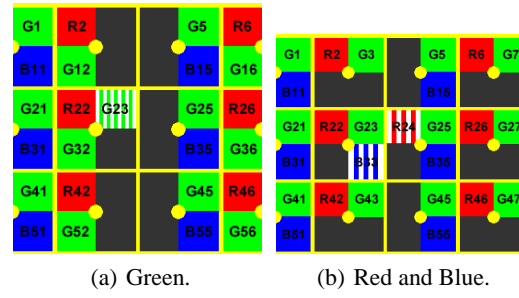 G1 R2 G5 R6
B11 G12 B15 G16
G21 R22 G23 G25 R26
B31 G32 B35 G36
G41 R42 G45 R46
B51 G52 B55 G56
(a) Green.
G1 R2 G3 G5 R6 G7
B11 B15
G21 R22 G23 R24 G25 R26 G27
B31 B33 B35
G41 R42 G43 G45 R46 G47
B51 B55
(b) Red and Blue.